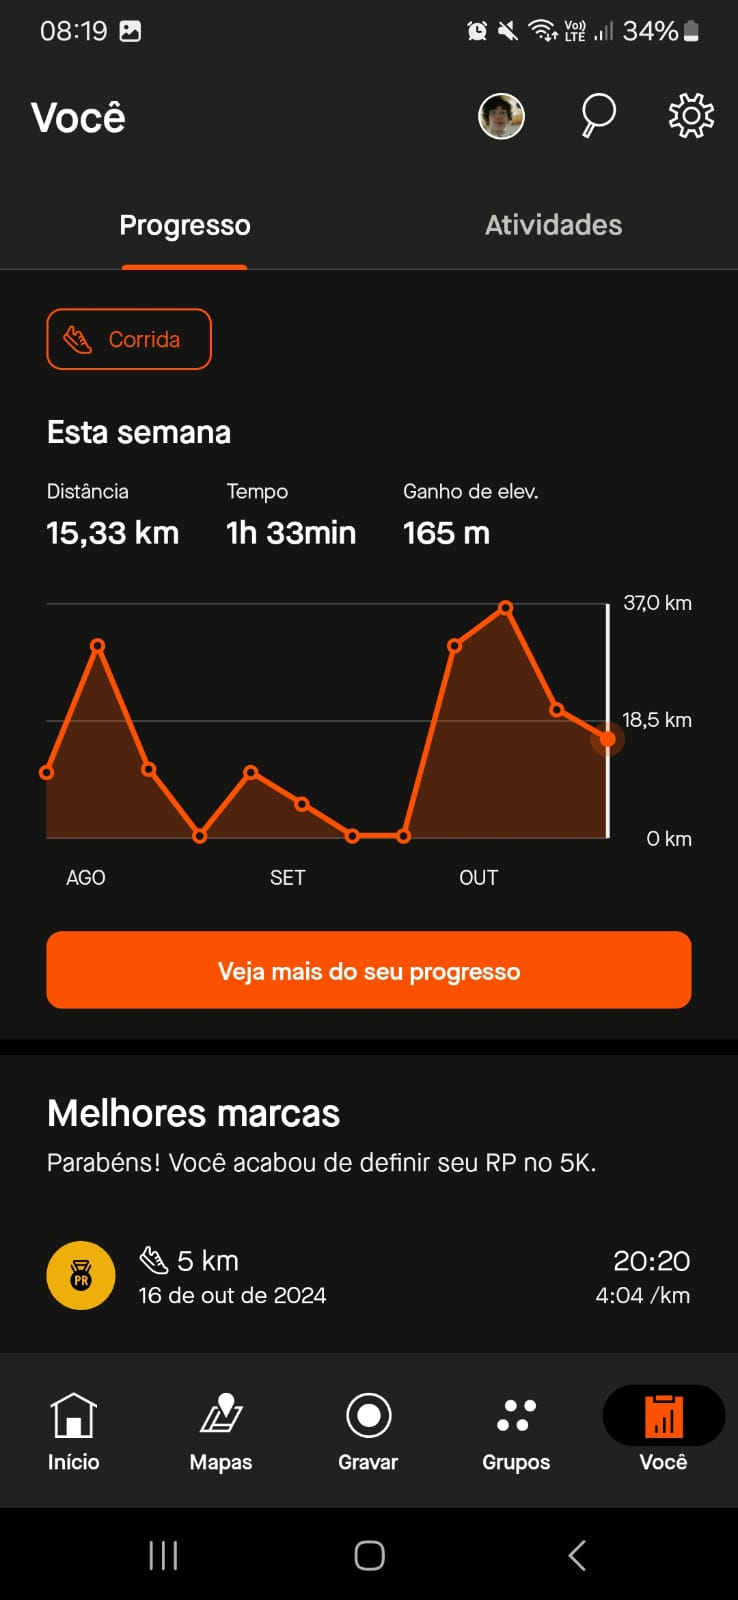 08:19
Vo)) LTE 34%
Você
Progresso Atividades
Corrida
Esta semana
Distância Tempo Ganho de elev.
15,33 km 1h 33min 165 m
37,0 km
18,5 km
0 km
AGO SET OUT
Veja mais do seu progresso
Melhores marcas
Parabéns! Você acabou de definir seu RP no 5K.
PR
5 km 20:20
16 de out de 2024 4:04 /km
Início Mapas Gravar Grupos Você